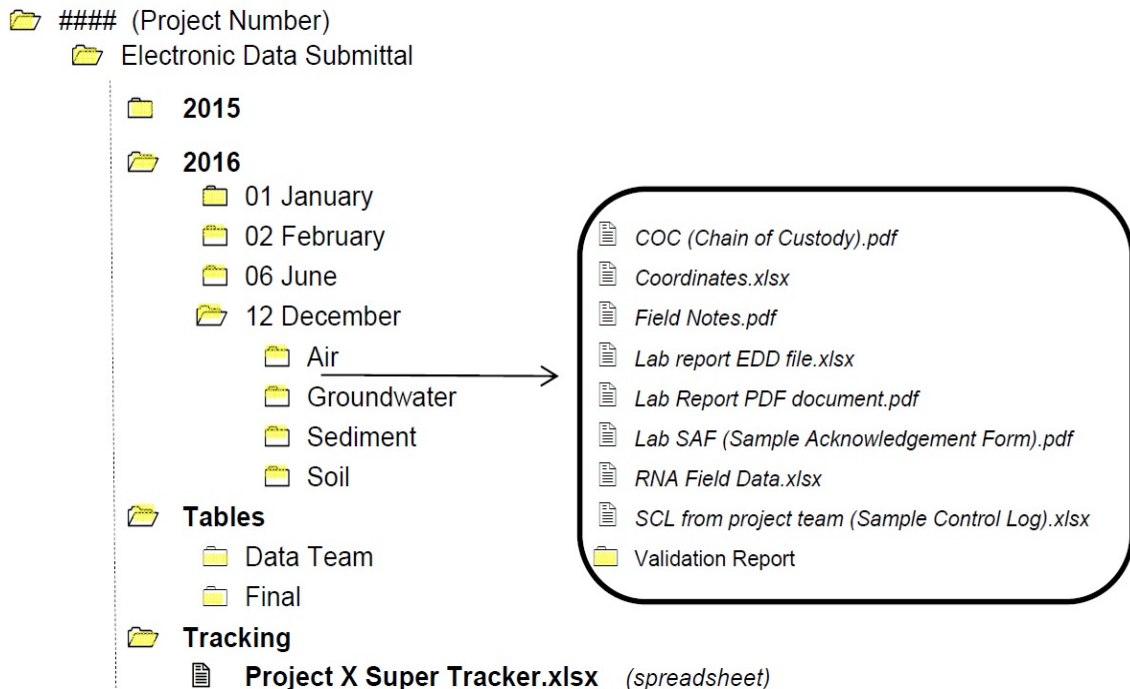 #### (Project Number)
Electronic Data Submittal
2015
2016
01 January
02 February
06 June
12 December
Air
Groundwater
Sediment
Soil
COC (Chain of Custody).pdf
Coordinates.xlsx
Field Notes.pdf
Lab report EDD file.xlsx
Lab Report PDF document.pdf
Lab SAF (Sample Acknowledgement Form).pdf
RNA Field Data.xlsx
SCL from project team (Sample Control Log).xlsx
Validation Report
Tables
Data Team
Final
Tracking
Project X Super Tracker.xlsx (spreadsheet)